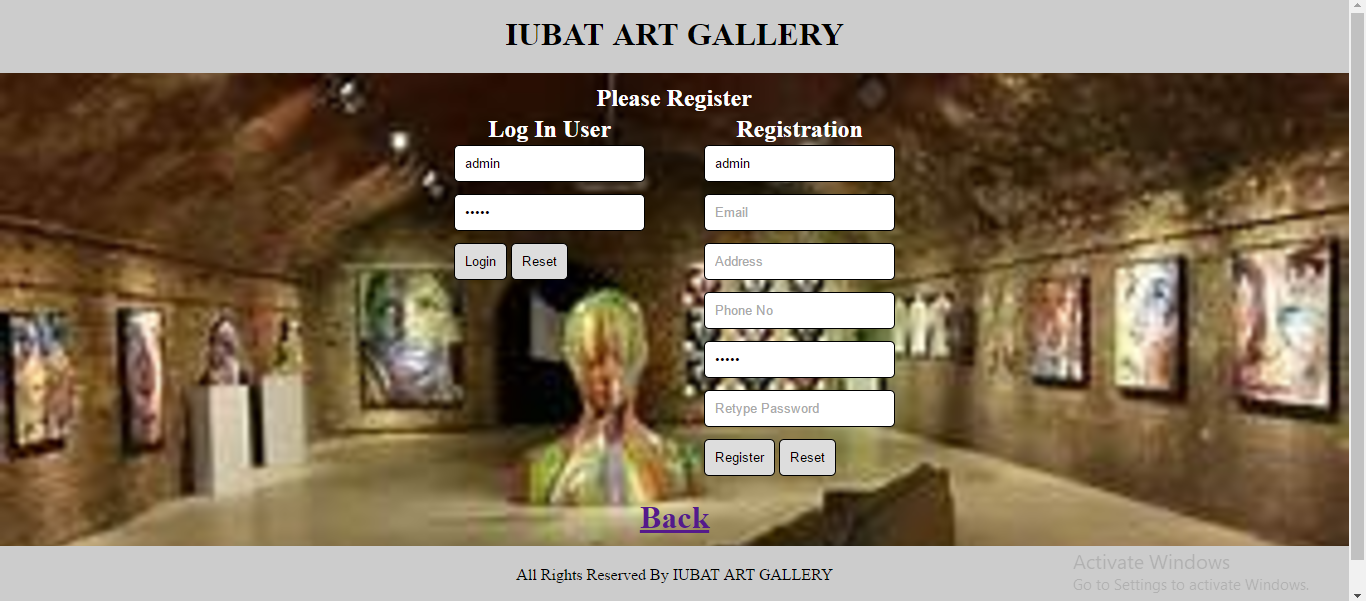 IUBAT ART GALLERY
Please Register
Log In User
admin
•••••
Login Reset
Registration
admin
Email
Address
Phone No
•••••
Retype Password
Register Reset
Back
All Rights Reserved By IUBAT ART GALLERY
Activate Windows
Go to Settings to activate Windows.